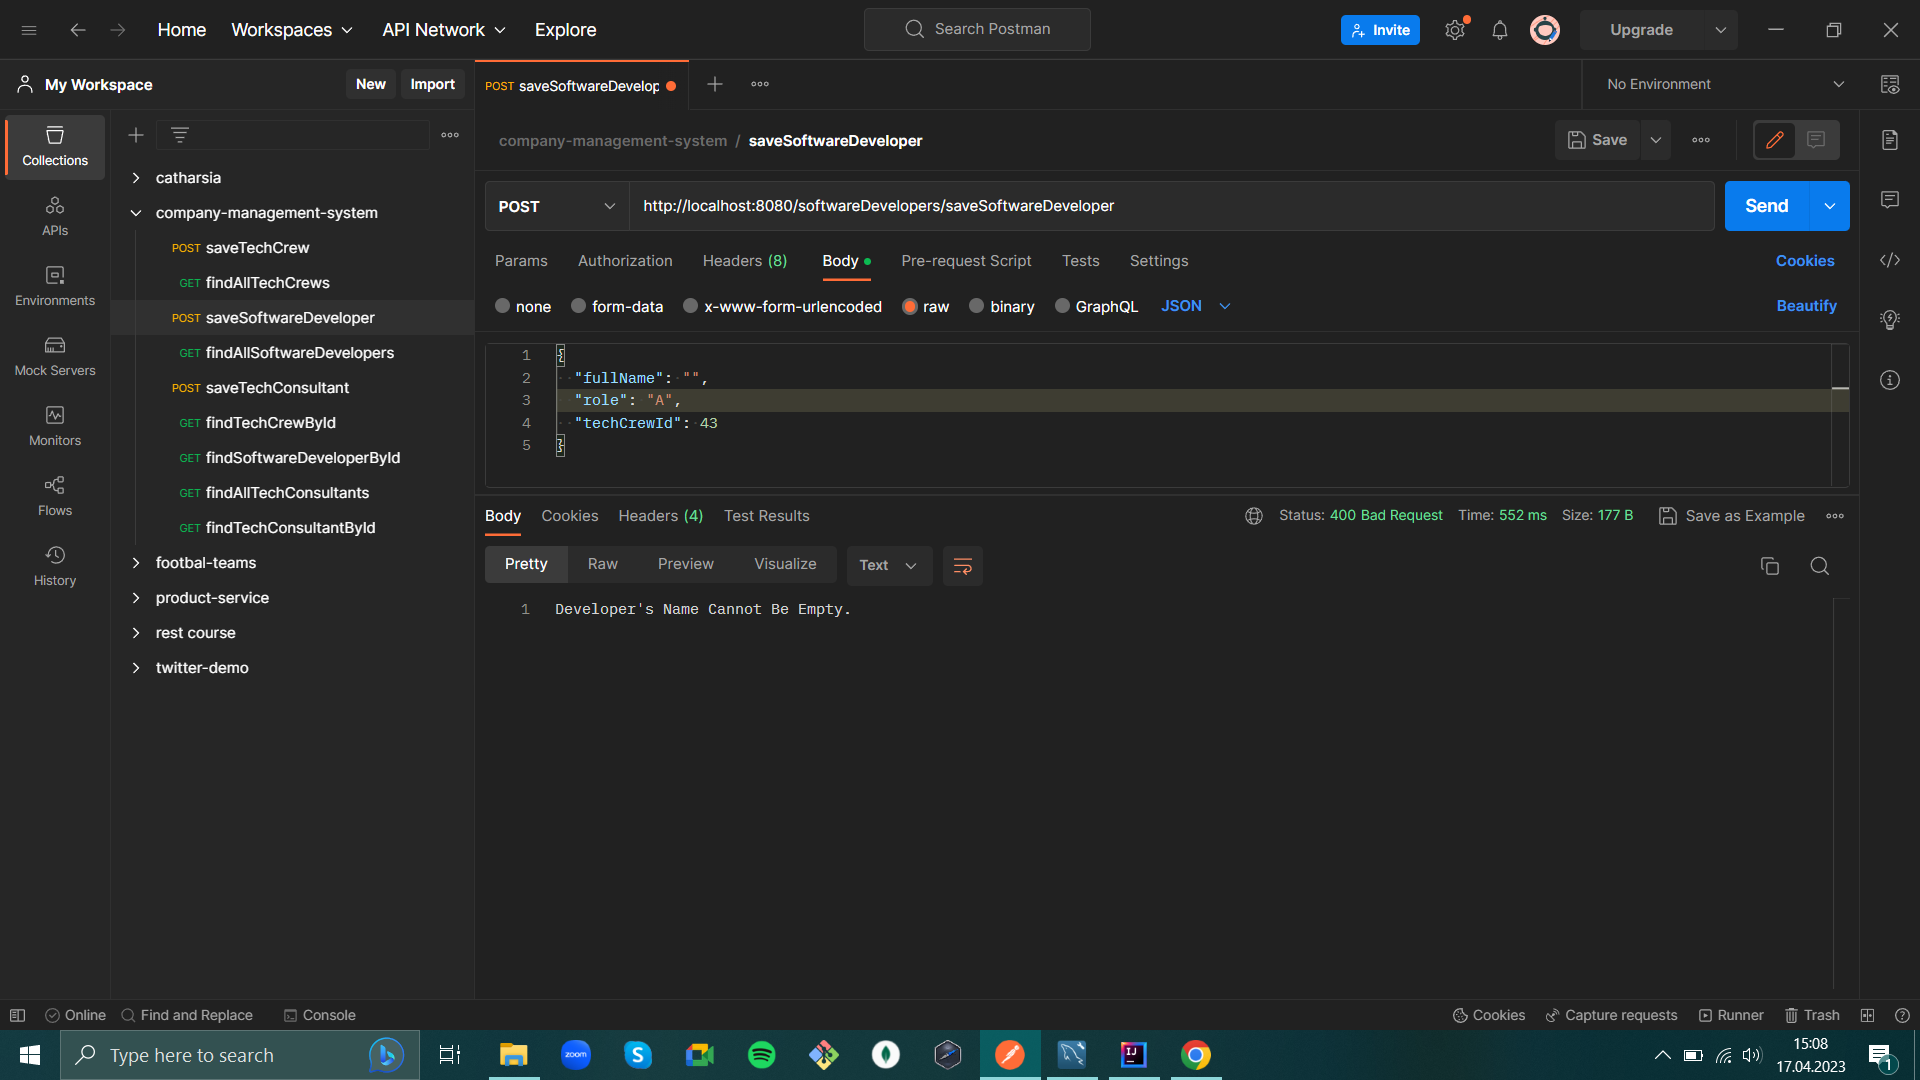 Home Workspaces API Network Explore Search Postman Invite Upgrade
My Workspace New Import POST saveSoftwareDevelop No Environment
company-management-system / saveSoftwareDeveloper Save
Collections
APIs
Environments
Mock Servers
Monitors
Flows
History
catharsia
company-management-system
POST saveTechCrew
GET findAllTechCrews
POST saveSoftwareDeveloper
GET findAllSoftwareDevelopers
POST saveTechConsultant
GET findTechCrewById
GET findSoftwareDeveloperById
GET findAllTechConsultants
GET findTechConsultantById
footbal-teams
product-service
rest course
twitter-demo
POST http://localhost:8080/softwareDevelopers/saveSoftwareDeveloper Send
Params Authorization Headers (8) Body Pre-request Script Tests Settings Cookies
none form-data x-www-form-urlencoded raw binary GraphQL JSON Beautify
1 {
2 "fullName": "",
3 "role": "A",
4 "techCrewId": 43
5 }
Body Cookies Headers (4) Test Results Status: 400 Bad Request Time: 552 ms Size: 177 B Save as Example
Pretty Raw Preview Visualize Text
1 Developer's Name Cannot Be Empty.
Online Find and Replace Console Cookies Capture requests Runner Trash
Type here to search zoom IJ 15:08
17.04.2023 1